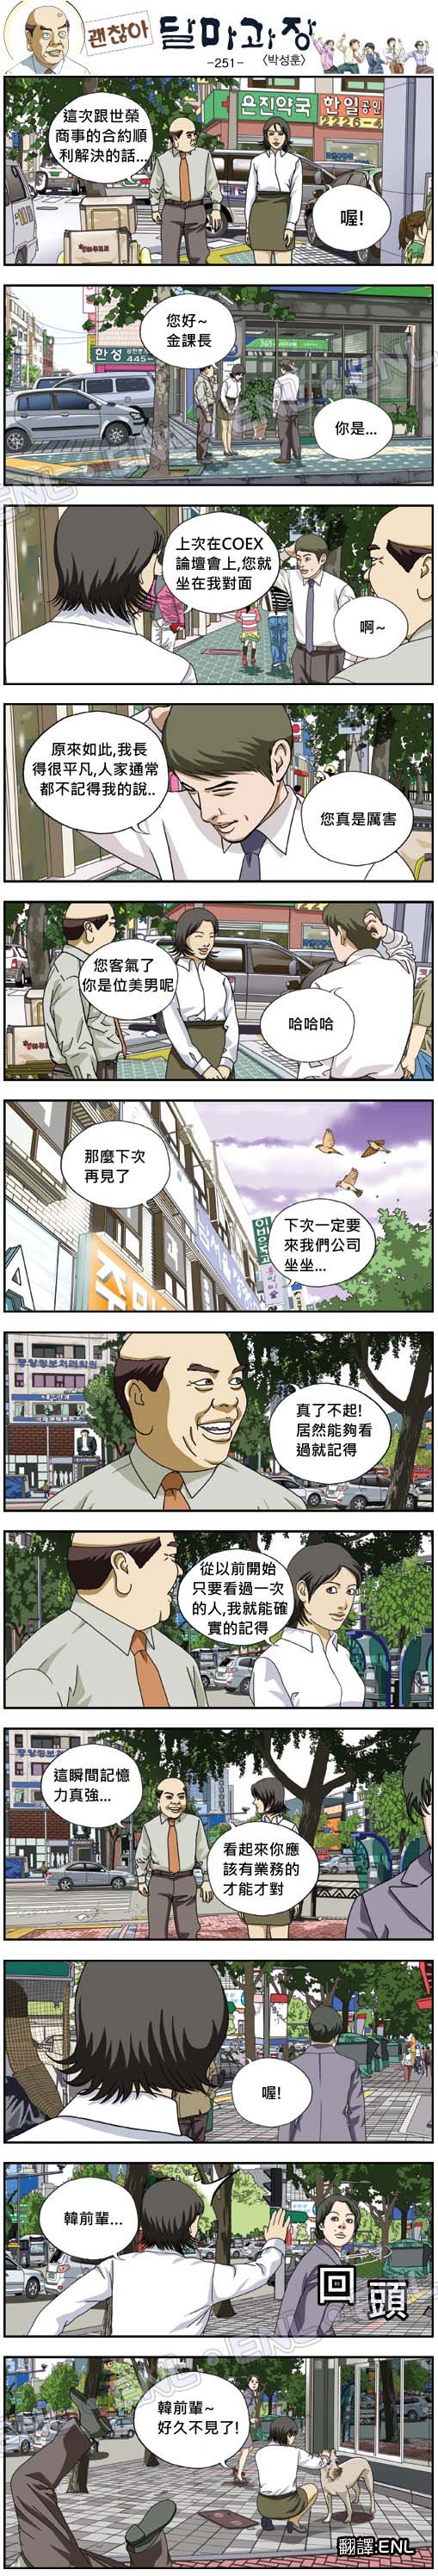 괜찮아
달마과장
-251-
〈박성훈〉
這次跟世榮
商事的合約順
利解決的話...
은진약국
한일공인
2226-4
喔!
您好~
金課長
한성
445-
365
你是...
上次在COEX
論壇會上,您就
坐在我對面
啊~
原來如此,我長
得很平凡,人家通常
都不記得我的說..
您真是厲害
您客氣了
你是位美男呢
哈哈哈
那麼下次
再見了
下次一定要
來我們公司
坐坐...
真了不起!
居然能夠看
過就記得
從以前開始
只要看過一次
的人,我就能確
實的記得
這瞬間記憶
力真強...
看起來你應
該有業務的
才能才對
喔!
韓前輩...
回頭
韓前輩~
好久不見了!
翻譯:ENL